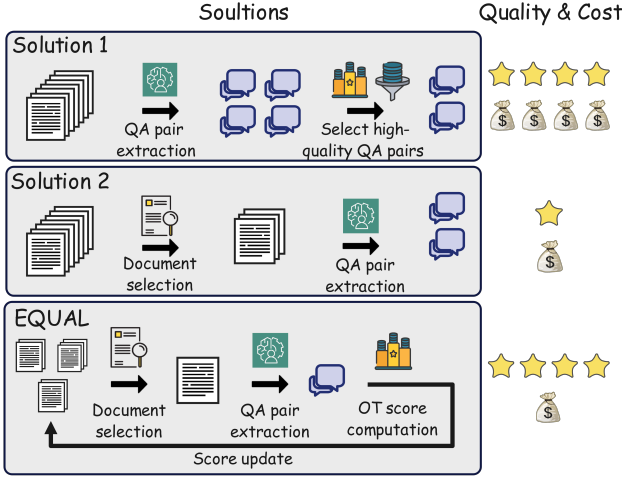 Soultions
Quality & Cost
Solution 1
QA pair
extraction
Select high-
quality QA pairs
$ $ $ $
Solution 2
Document
selection
QA pair
extraction
$
EQUAL
Document
selection
QA pair
extraction
OT score
computation
Score update
$